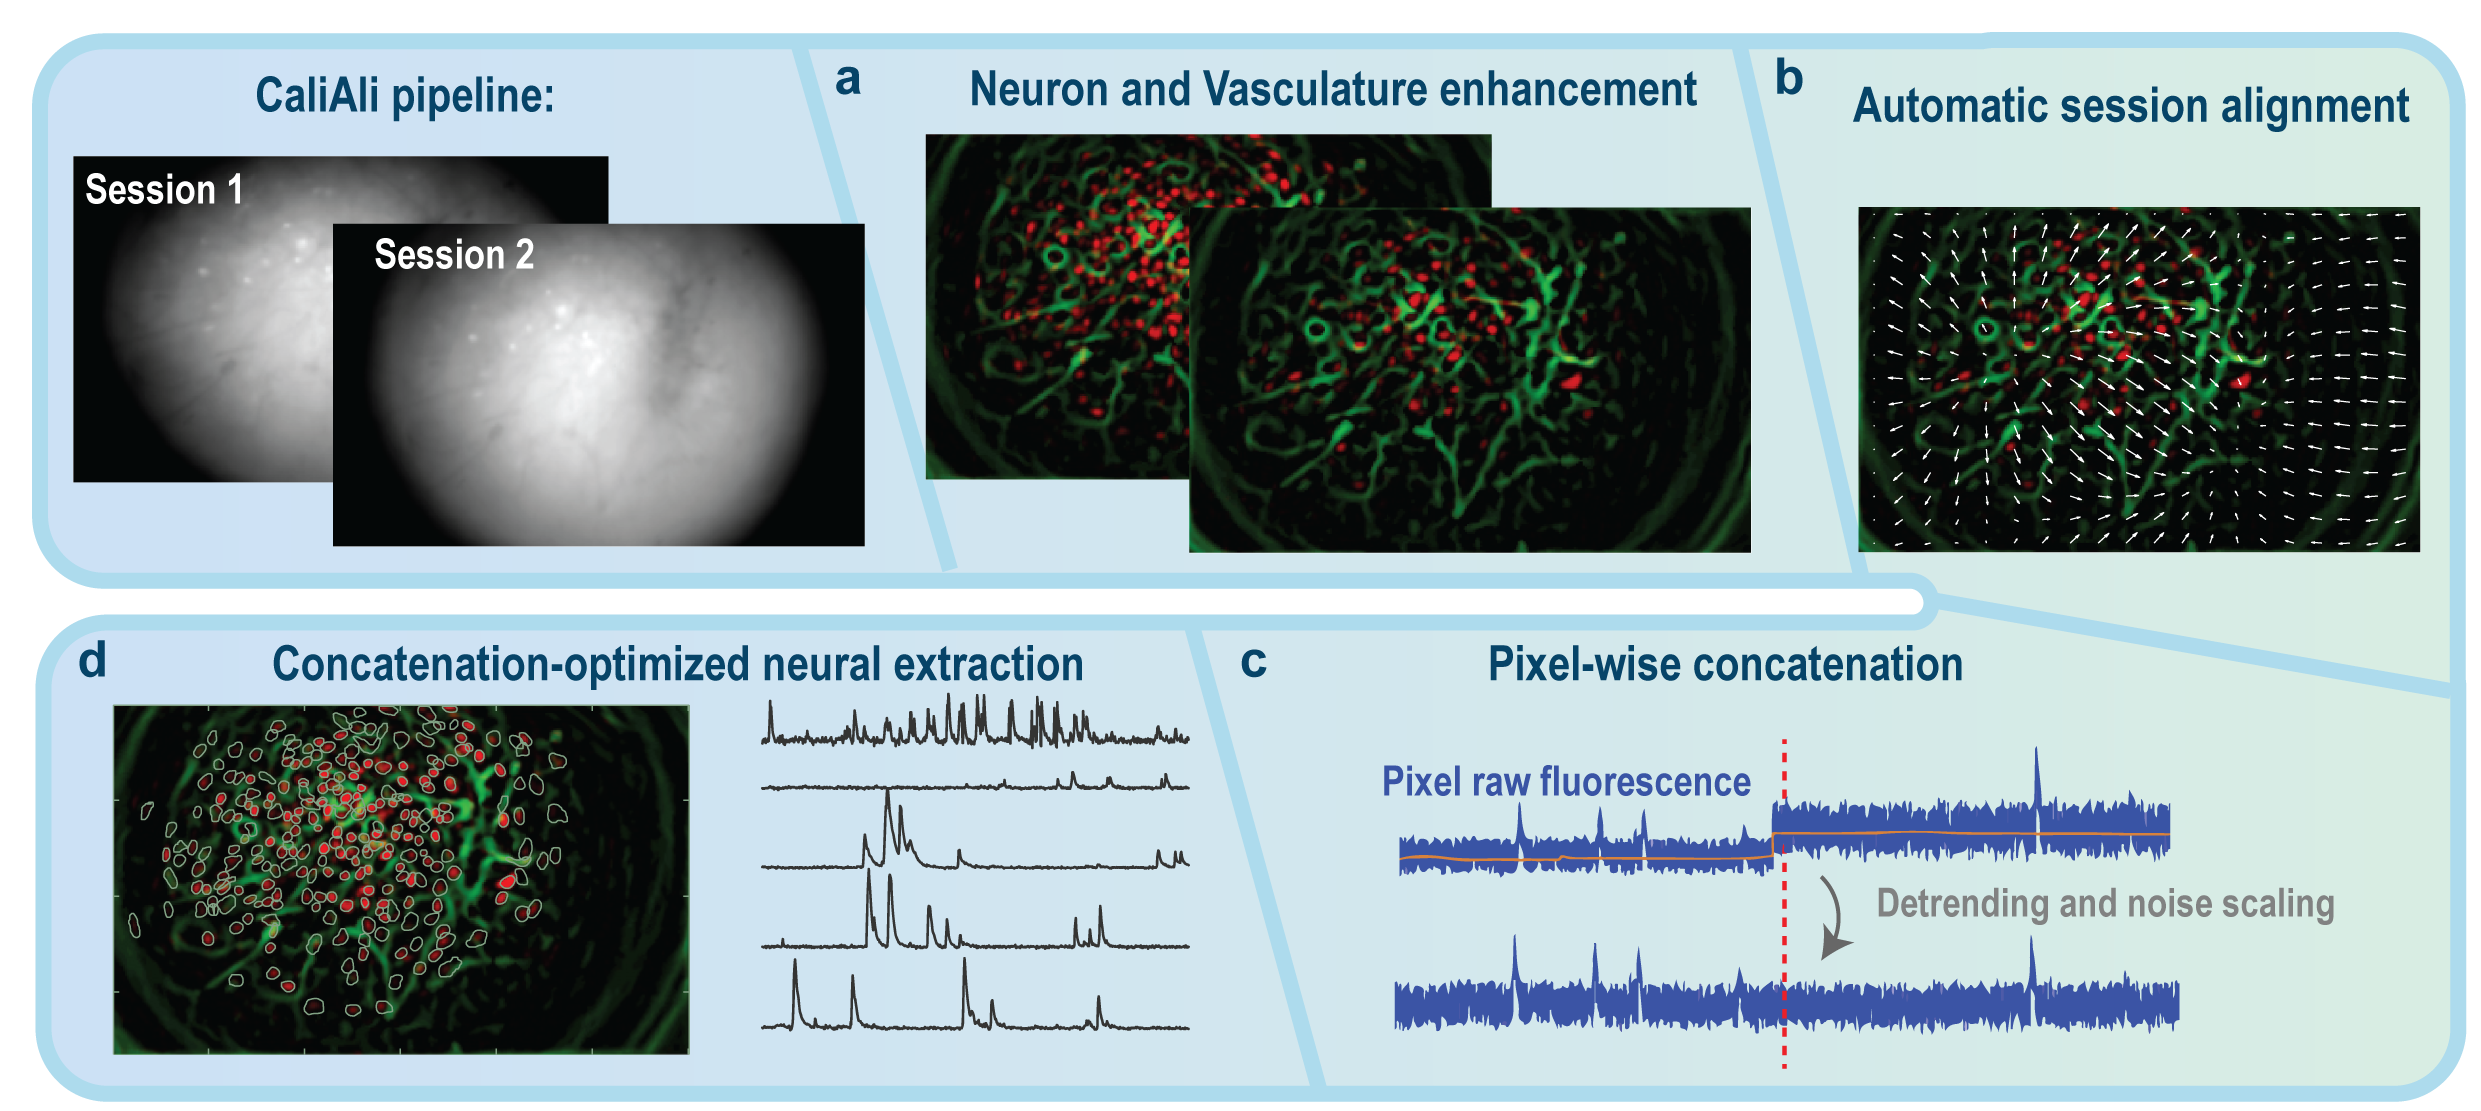 CaliAli pipeline:
Session 1
Session 2
a
Neuron and Vasculature enhancement
b
Automatic session alignment
c
Pixel-wise concatenation
Pixel raw fluorescence
Detrending and noise scaling
d
Concatenation-optimized neural extraction